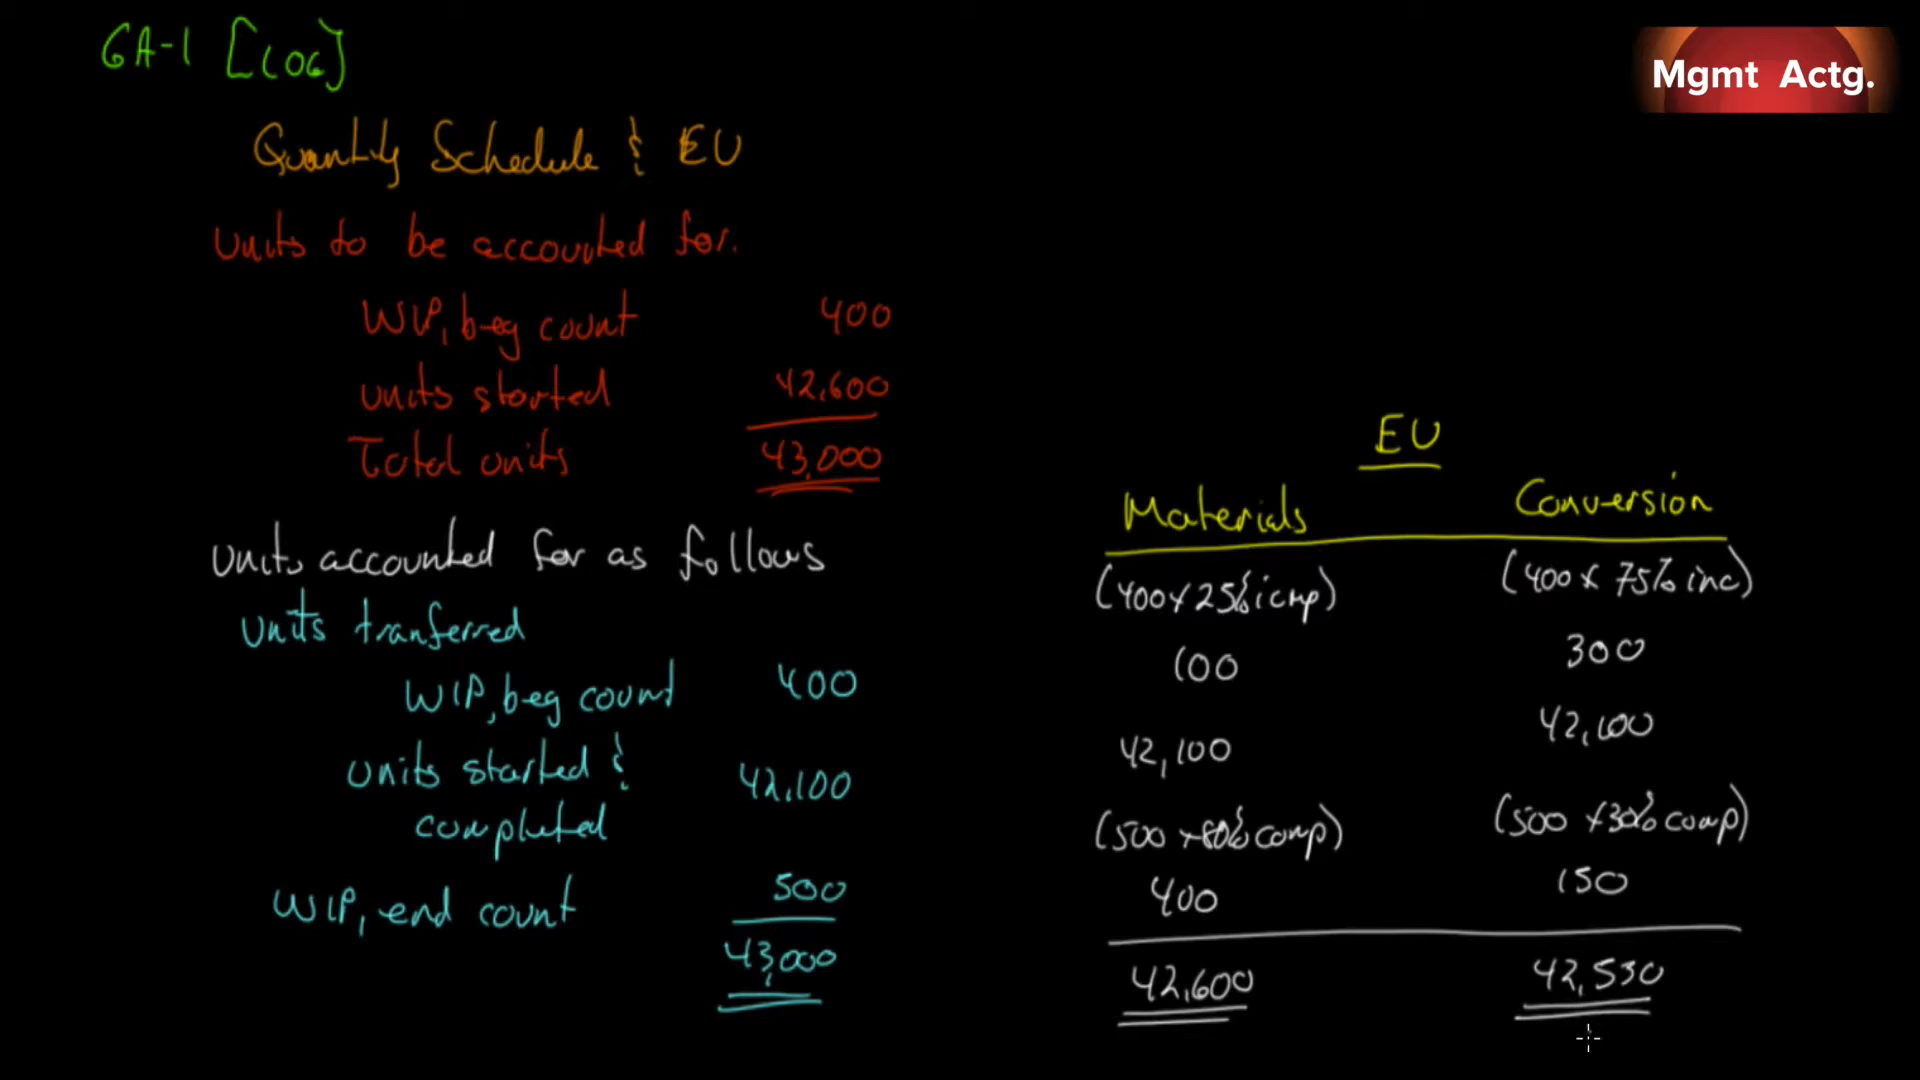 6A-1 [LO6]
Mgmt Actg.
Quantity Schedule & EU
Units to be accounted for:
WIP, beg count 400
units started 42,600
Total units 43,000
Units accounted for as follows
Units tranferred
WIP, beg count 400
Units started & 42,100
completed
WIP, end count 500
43,000
EU
Materials Conversion
(400 x 25% icmp) (400 x 75% inc)
100 300
42,100 42,100
(500 x 80% comp) (500 x 30% comp)
400 150
42,600 42,550